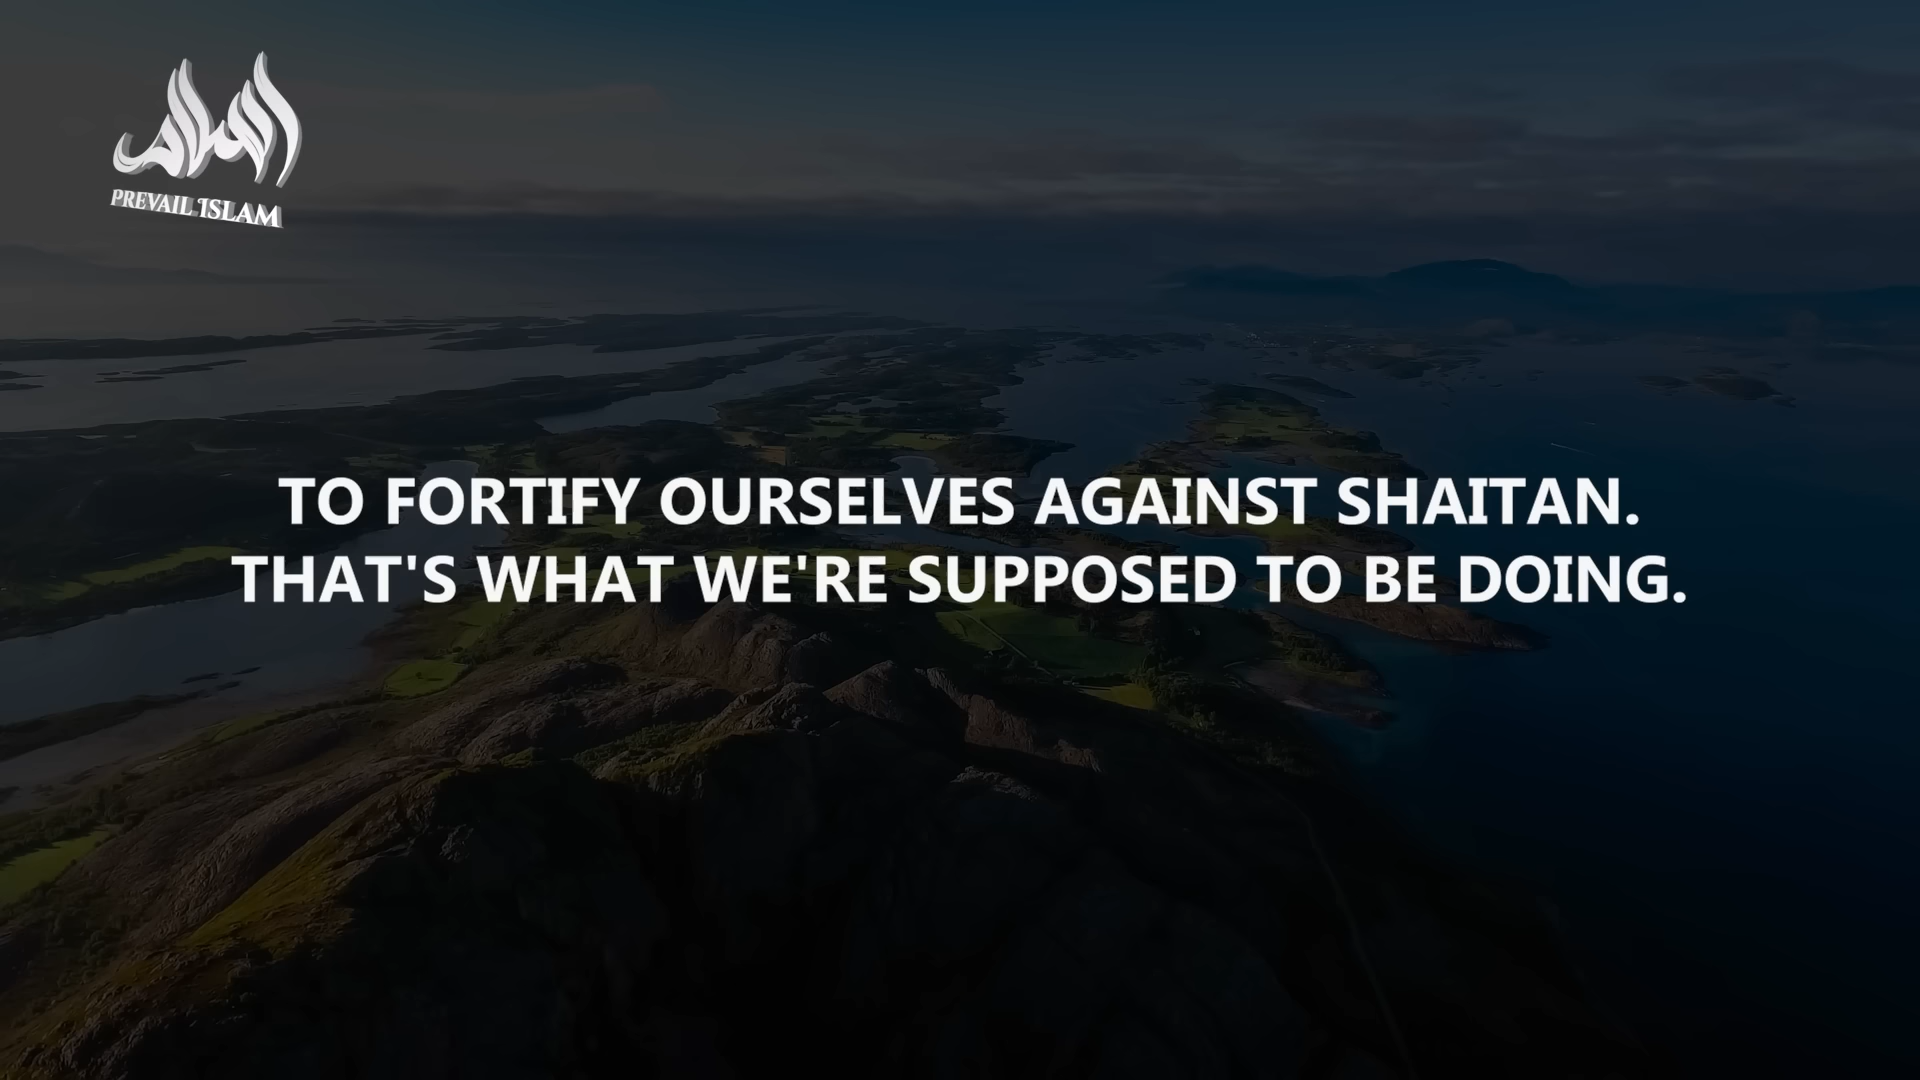 PREVAIL ISLAM
TO FORTIFY OURSELVES AGAINST SHAITAN.
THAT'S WHAT WE'RE SUPPOSED TO BE DOING.